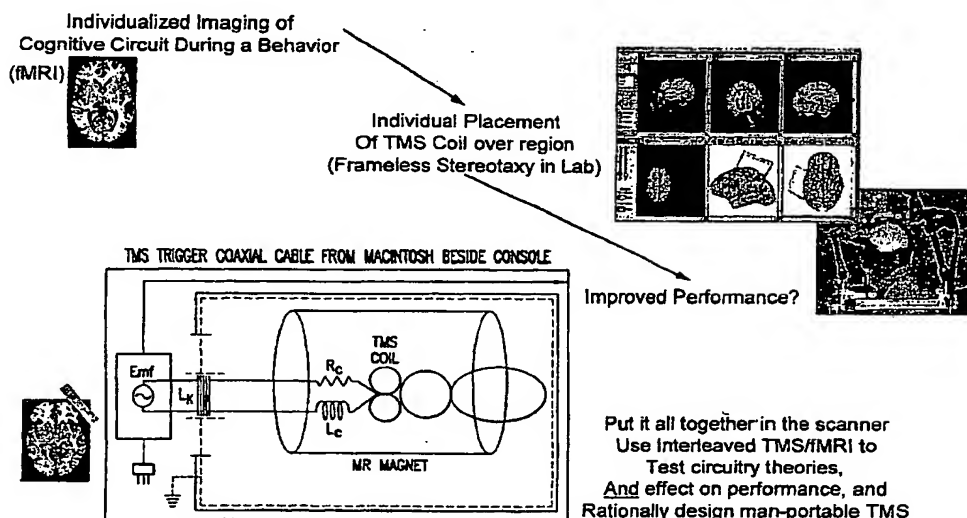 Individualized Imaging of
Cognitive Circuit During a Behavior
(fMRI)
Individual Placement
Of TMS Coil over region
(Frameless Stereotaxy in Lab)
Improved Performance?
TMS TRIGGER COAXIAL CABLE FROM MACINTOSH BESIDE CONSOLE
Emf
LK
RC
LC
TMS
COIL
MR MAGNET
Put it all together in the scanner
Use Interleaved TMS/fMRI to
Test circuitry theories,
And effect on performance, and
Rationally design man-portable TMS